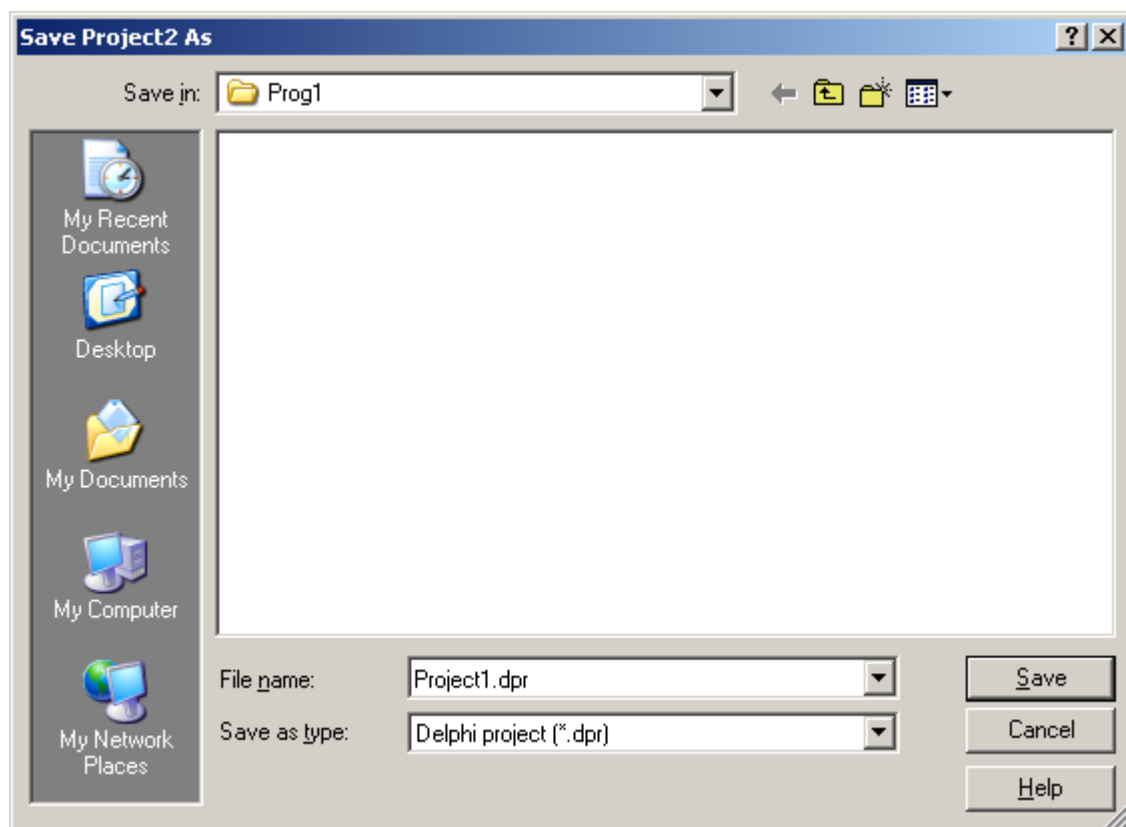 Save Project2 As
Save in: Prog1
My Recent
Documents
Desktop
My Documents
My Computer
My Network
Places
File name: Project1.dpr Save
Save as type: Delphi project (*.dpr) Cancel
Help